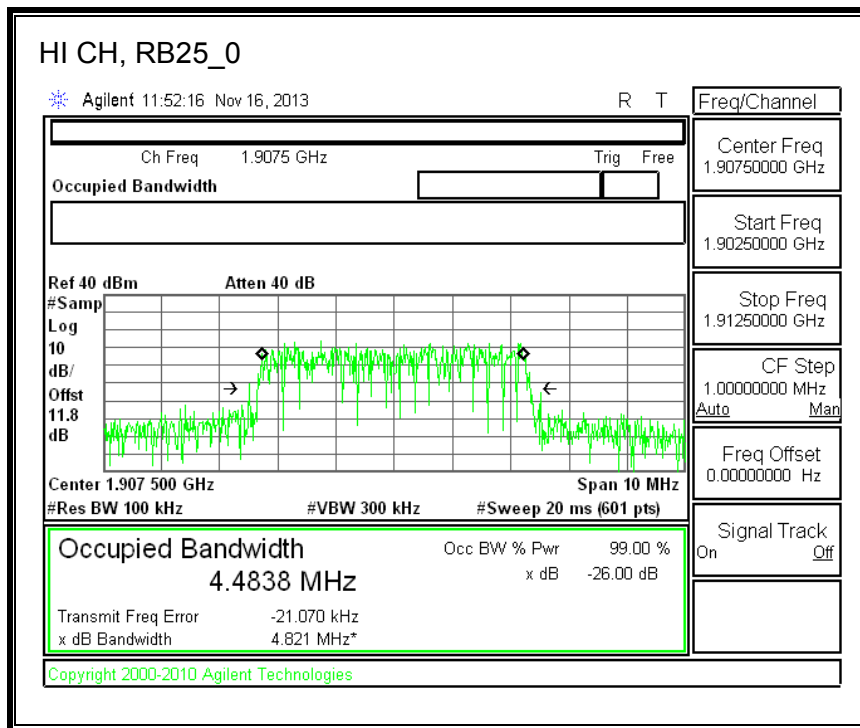 HI CH, RB25_0
Agilent 11:52:16 Nov 16, 2013 R T
Freq/Channel
Ch Freq 1.9075 GHz Trig Free
Occupied Bandwidth
Center Freq
1.90750000 GHz
Start Freq
1.90250000 GHz
Stop Freq
1.91250000 GHz
CF Step
1.00000000 MHz
Auto Man
Freq Offset
0.00000000 Hz
Signal Track
On Off
Ref 40 dBm Atten 40 dB
#Samp
Log
10
dB/
Offst
11.8
dB
Center 1.907 500 GHz Span 10 MHz
#Res BW 100 kHz #VBW 300 kHz #Sweep 20 ms (601 pts)
Occupied Bandwidth Occ BW % Pwr 99.00 %
4.4838 MHz x dB -26.00 dB
Transmit Freq Error -21.070 kHz
x dB Bandwidth 4.821 MHz*
Copyright 2000-2010 Agilent Technologies